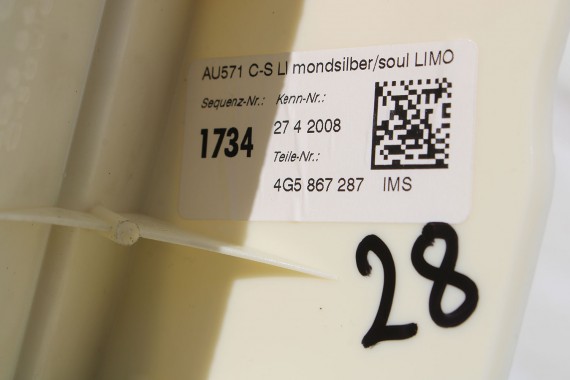 AU571 C-S LI mondsilber/soul LIMO
Sequenz-Nr.: Kenn-Nr.:
1734 27 4 2008
Teile-Nr.:
4G5 867 287 IMS
28